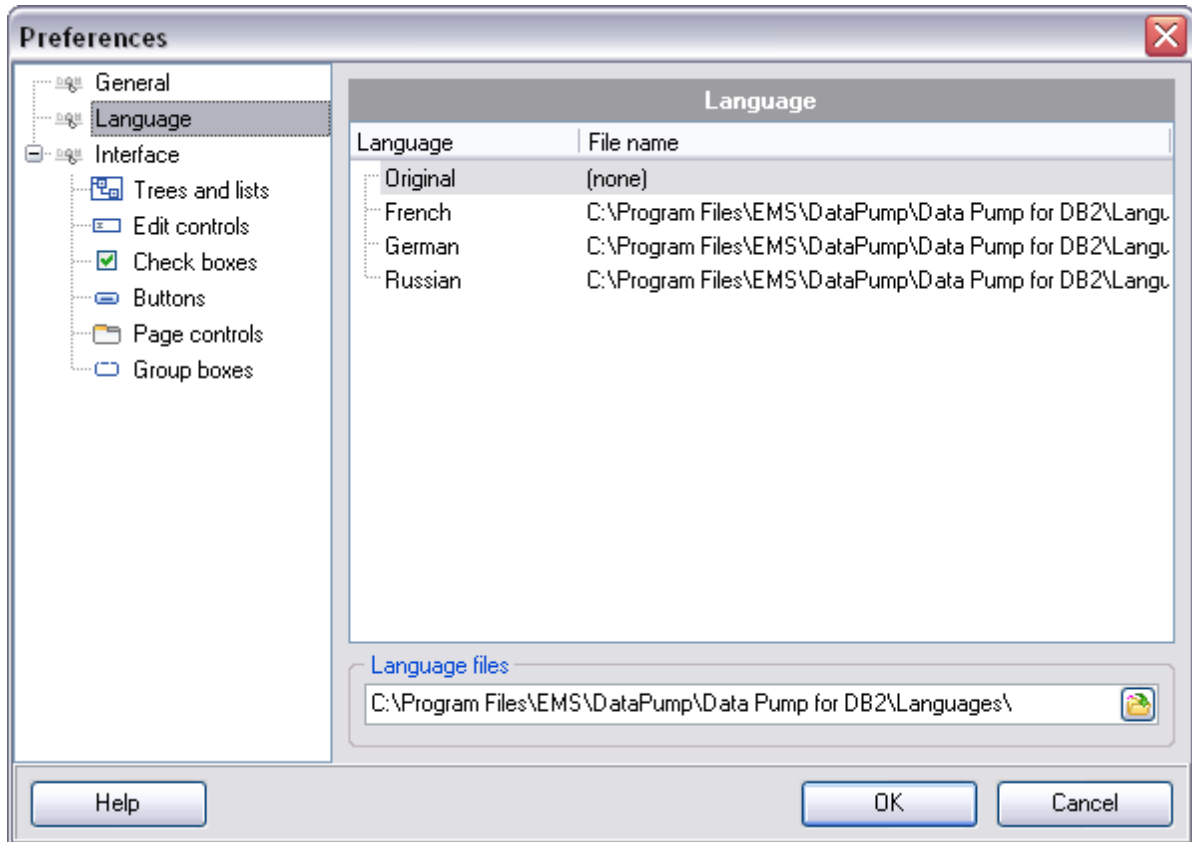 Preferences
General
Language
Interface
Trees and lists
Edit controls
Check boxes
Buttons
Page controls
Group boxes
Language
Language File name
Original (none)
French C:\Program Files\EMS\DataPump\Data Pump for DB2\Langu
German C:\Program Files\EMS\DataPump\Data Pump for DB2\Langu
Russian C:\Program Files\EMS\DataPump\Data Pump for DB2\Langu
Language files
C:\Program Files\EMS\DataPump\Data Pump for DB2\Languages\
Help OK Cancel